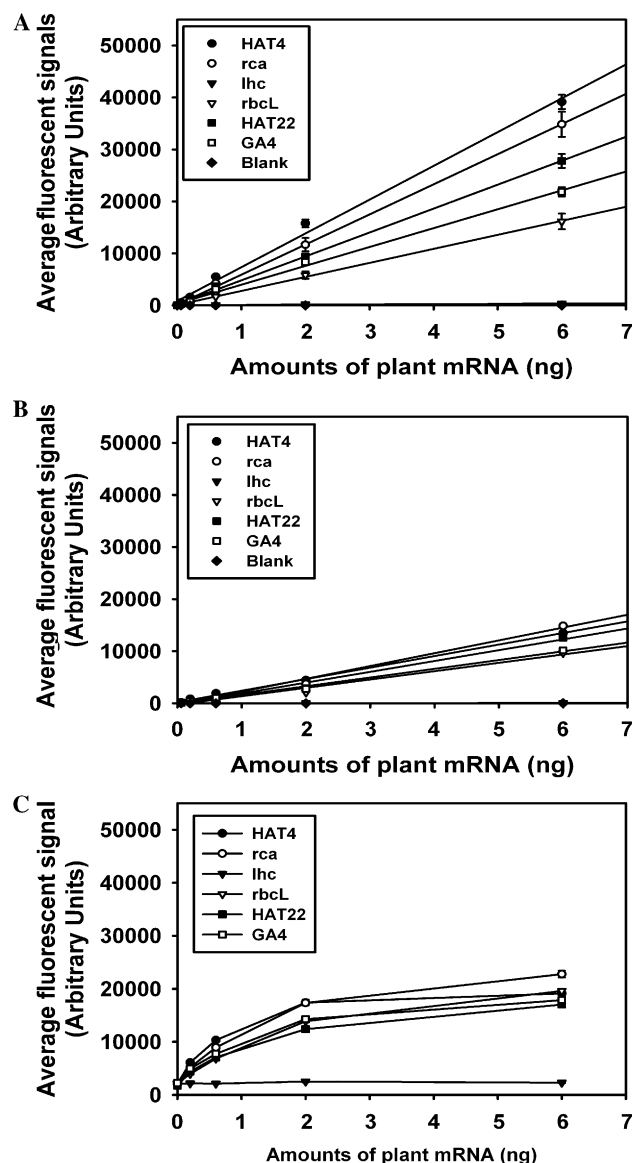 A
Average fluorescent signals
(Arbitrary Units)
50000
40000
30000
20000
10000
0
HAT4
rca
lhc
rbcL
HAT22
GA4
Blank
0 1 2 3 4 5 6 7
Amounts of plant mRNA (ng)
B
Average fluorescent signals
(Arbitrary Units)
50000
40000
30000
20000
10000
0
HAT4
rca
lhc
rbcL
HAT22
GA4
Blank
0 1 2 3 4 5 6 7
Amounts of plant mRNA (ng)
C
Average fluorescent signal
(Arbitrary Units)
50000
40000
30000
20000
10000
0
HAT4
rca
lhc
rbcL
HAT22
GA4
0 1 2 3 4 5 6 7
Amounts of plant mRNA (ng)